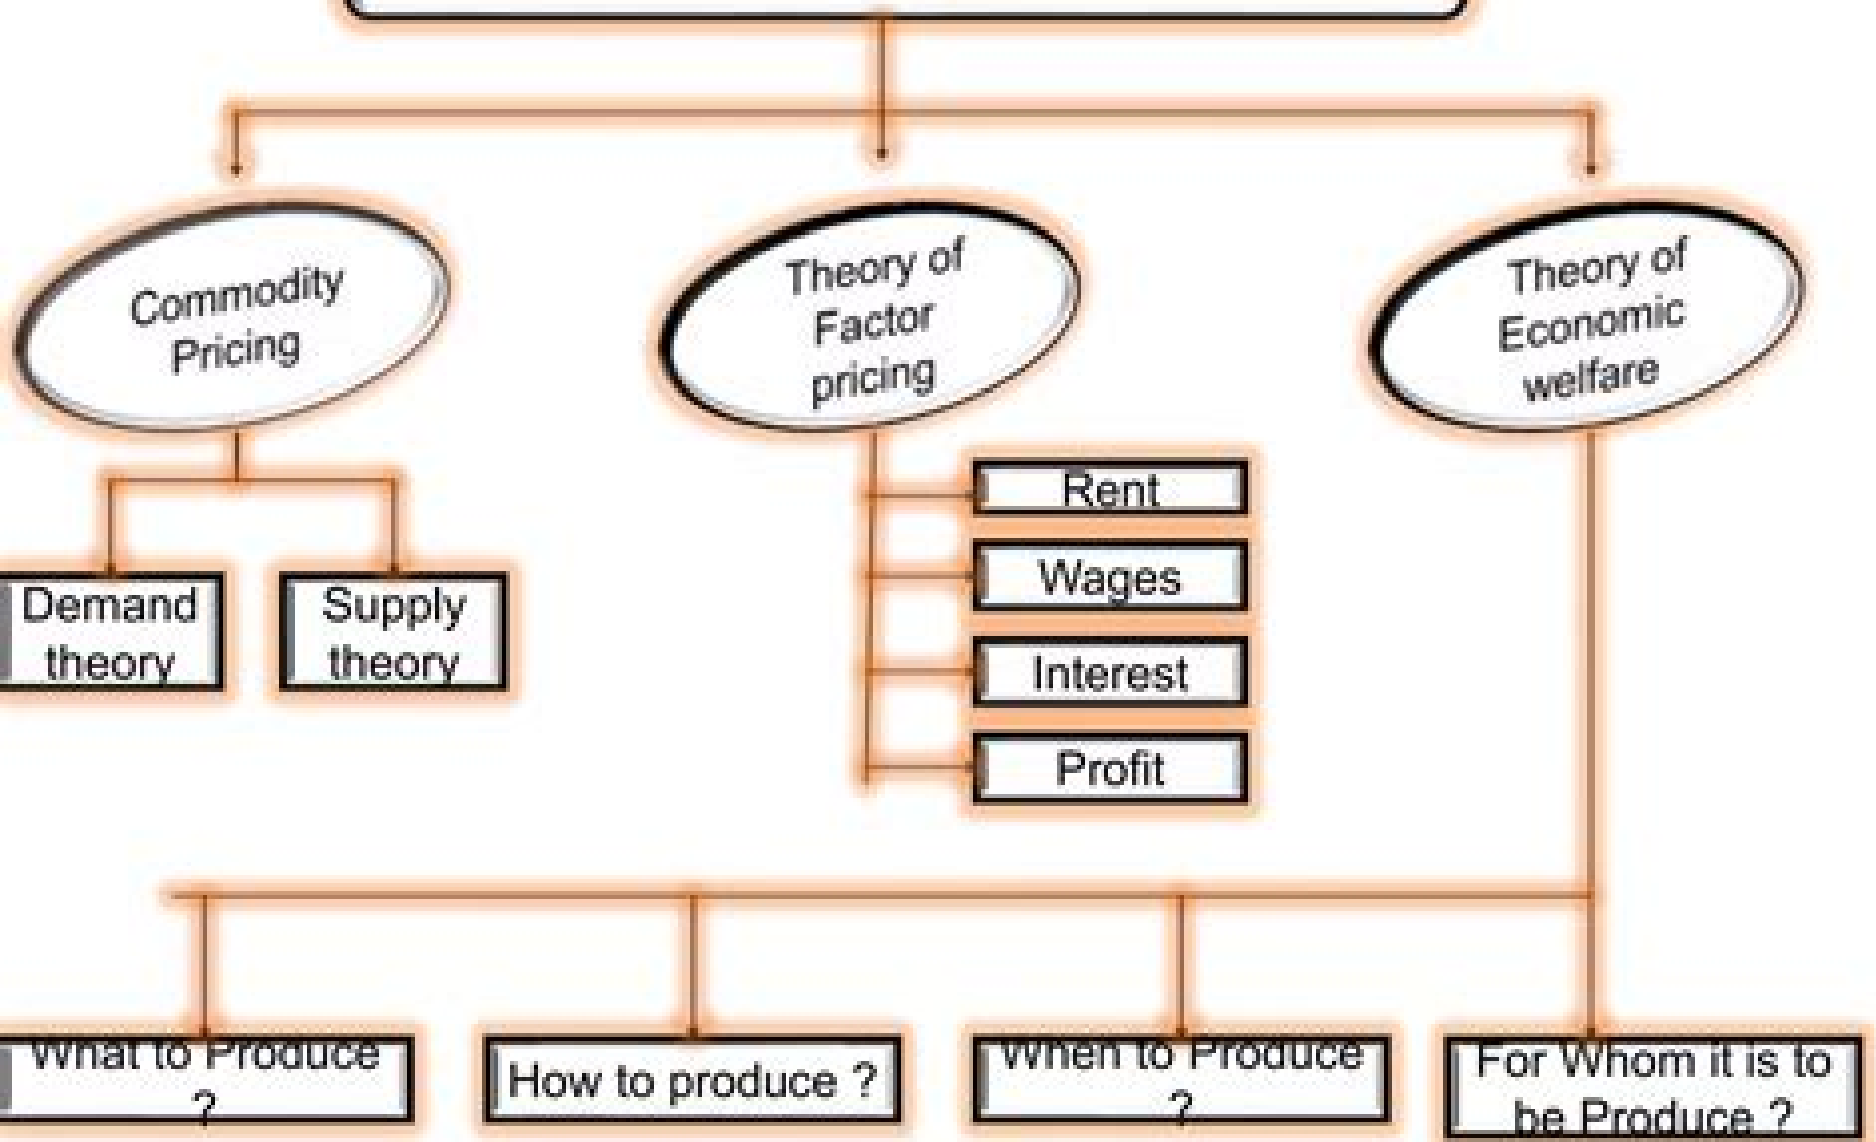 Commodity
Pricing
Theory of
Factor
pricing
Theory of
Economic
welfare
Demand
theory
Supply
theory
Rent
Wages
Interest
Profit
What to Produce
?
How to produce ?
When to Produce
?
For Whom it is to
be Produce ?